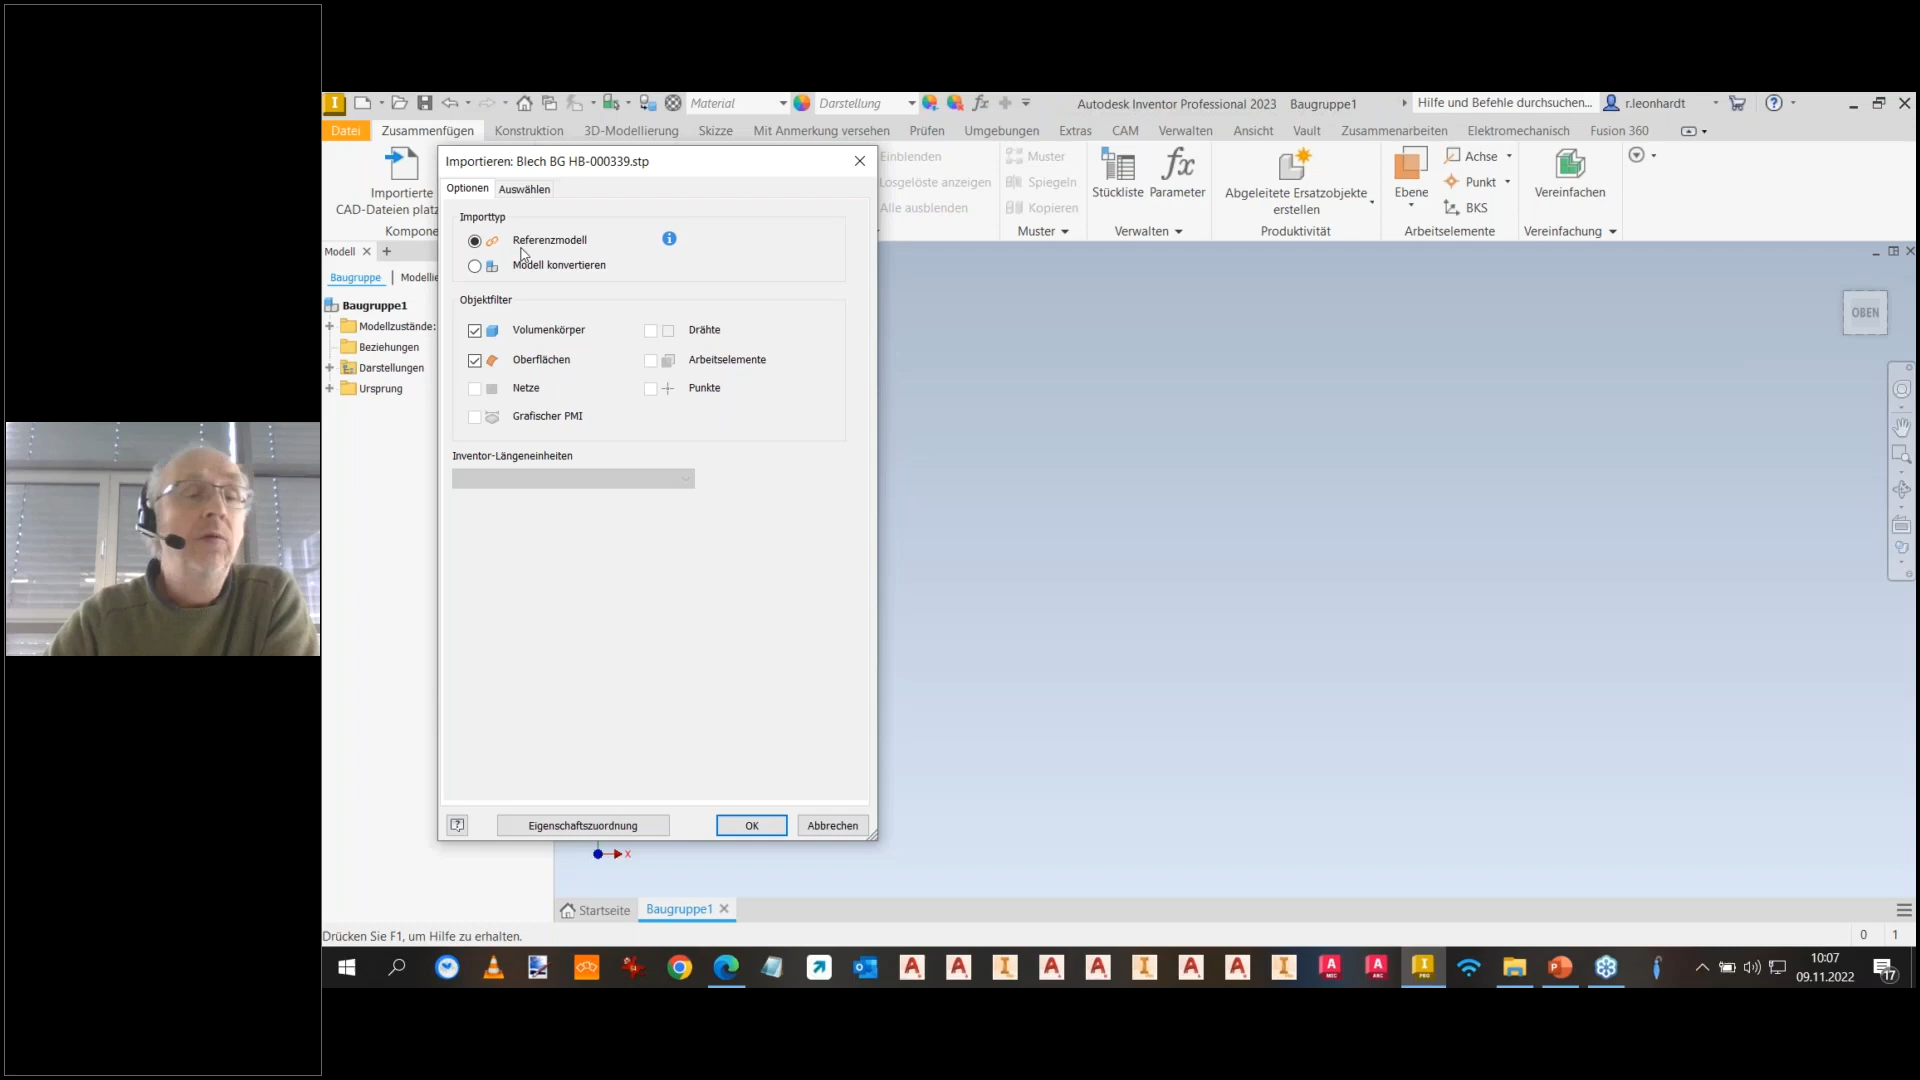 Material
Darstellung
Autodesk Inventor Professional 2023 Baugruppe1
Hilfe und Befehle durchsuchen...
r.leonhardt
Datei Zusammenfügen Konstruktion 3D-Modellierung Skizze Mit Anmerkung versehen Prüfen Umgebungen Extras CAM Verwalten Ansicht Vault Zusammenarbeiten Elektromechanisch Fusion 360
Importierte
CAD-Dateien platz
Kompone
Einblenden
Losgelöste anzeigen
Alle ausblenden
Muster
Spiegeln
Kopieren
Muster
Stückliste Parameter
Verwalten
Abgeleitete Ersatzobjekte
erstellen
Produktivität
Ebene
Achse
Punkt
BKS
Arbeitselemente
Vereinfachen
Vereinfachung
Modell
Baugruppe Modellie
Baugruppe1
Modellzustände:
Beziehungen
Darstellungen
Ursprung
Importieren: Blech BG HB-000339.stp
Optionen Auswählen
Importtyp
Referenzmodell
Modell konvertieren
Objektfilter
Volumenkörper Drähte
Oberflächen Arbeitselemente
Netze Punkte
Grafischer PMI
Inventor-Längeneinheiten
Eigenschaftszuordnung OK Abbrechen
OBEN
X
Startseite Baugruppe1
Drücken Sie F1, um Hilfe zu erhalten.
0 1
10:07
09.11.2022
17